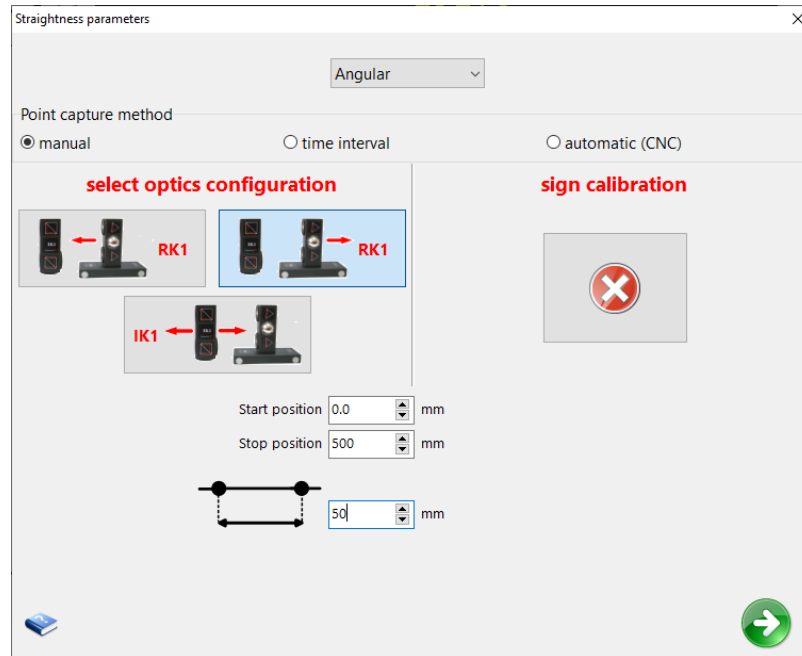 Straightness parameters
Angular
Point capture method
manual
time interval
automatic (CNC)
select optics configuration
sign calibration
RK1
RK1
IK1
Start position 0.0 mm
Stop position 500 mm
50 mm